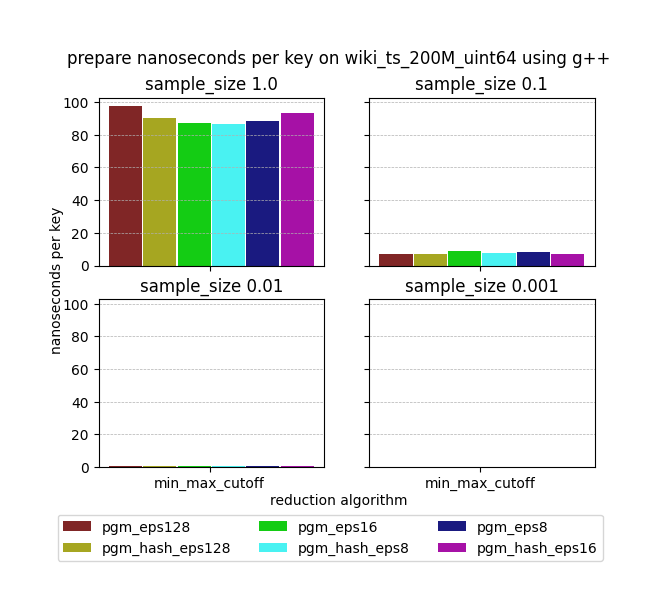 prepare nanoseconds per key on wiki_ts_200M_uint64 using g++
sample_size 1.0
sample_size 0.1
100
80
60
40
20
0
nanoseconds per key
sample_size 0.01
sample_size 0.001
100
80
60
40
20
0
min_max_cutoff
min_max_cutoff
reduction algorithm
pgm_eps128
pgm_eps16
pgm_eps8
pgm_hash_eps128
pgm_hash_eps8
pgm_hash_eps16